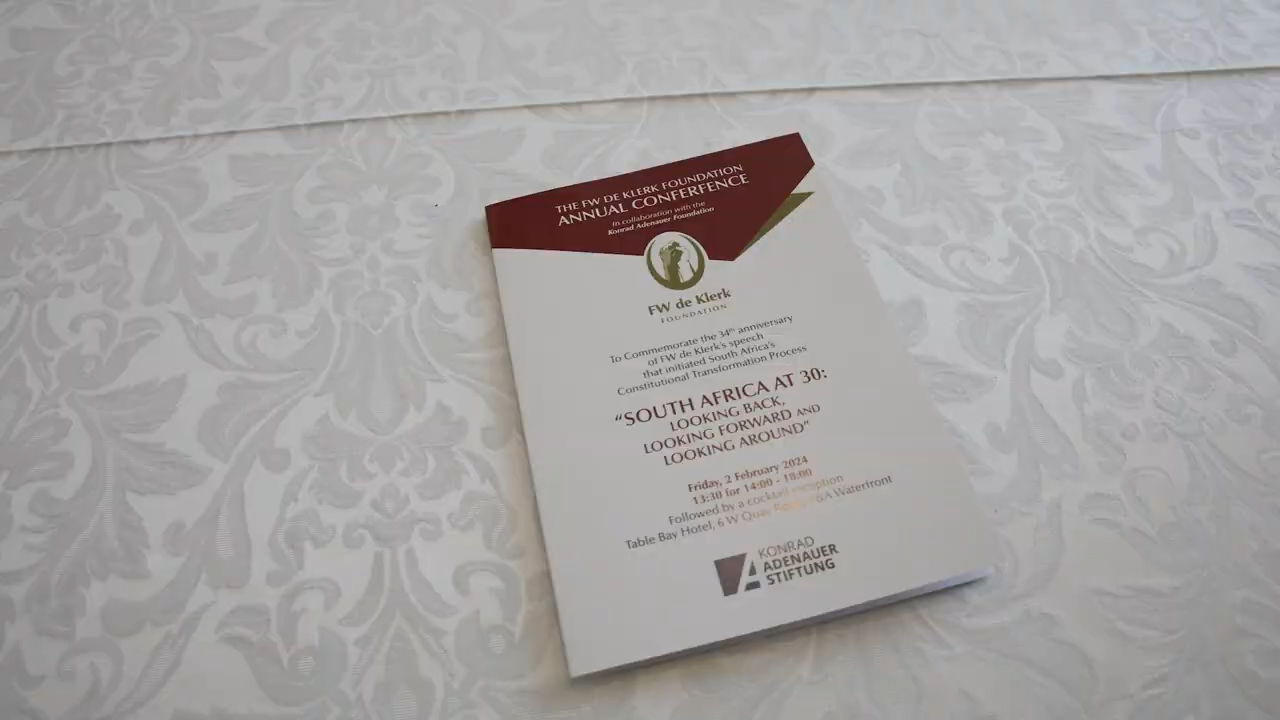 THE FW DE KLERK FOUNDATION
ANNUAL CONFERFENCE
In collaboration with the
Konrad Adenauer Foundation
FW de Klerk
FOUNDATION
To Commemorate the 34th anniversary
of FW de Klerk's speech
that initiated South Africa's
Constitutional Transformation Process
"SOUTH AFRICA AT 30:
LOOKING BACK,
LOOKING FORWARD AND
LOOKING AROUND"
Friday, 2 February 2024
13:30 for 14:00 - 18:00
Followed by a cocktail reception
Table Bay Hotel, 6 W Quay Waterfront
KONRAD
ADENAUER
STIFTUNG